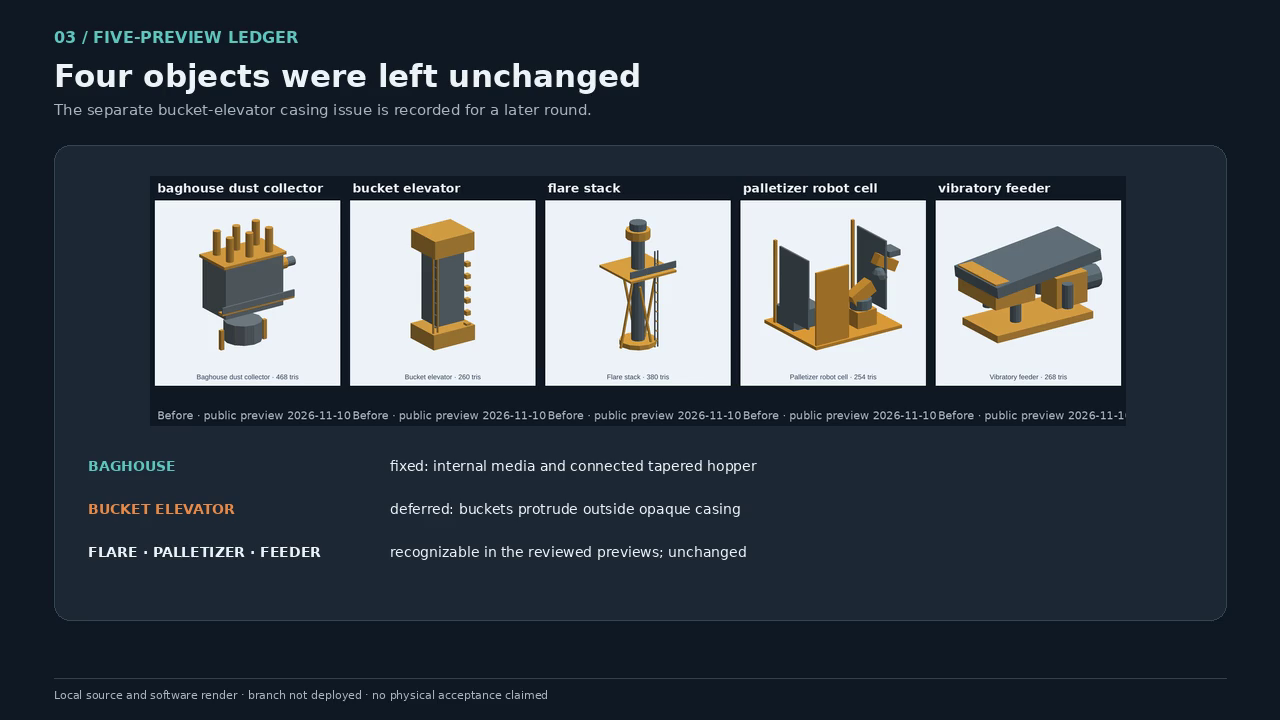 03 / FIVE-PREVIEW LEDGER
Four objects were left unchanged
The separate bucket-elevator casing issue is recorded for a later round.
baghouse dust collector
bucket elevator
flare stack
palletizer robot cell
vibratory feeder
Baghouse dust collector · 468 tris
Bucket elevator · 260 tris
Flare stack · 380 tris
Palletizer robot cell · 254 tris
Vibratory feeder · 268 tris
Before · public preview 2026-11-10
Before · public preview 2026-11-10
Before · public preview 2026-11-10
Before · public preview 2026-11-10
Before · public preview 2026-11-10
BAGHOUSE
fixed: internal media and connected tapered hopper
BUCKET ELEVATOR
deferred: buckets protrude outside opaque casing
FLARE · PALLETIZER · FEEDER
recognizable in the reviewed previews; unchanged
Local source and software render · branch not deployed · no physical acceptance claimed